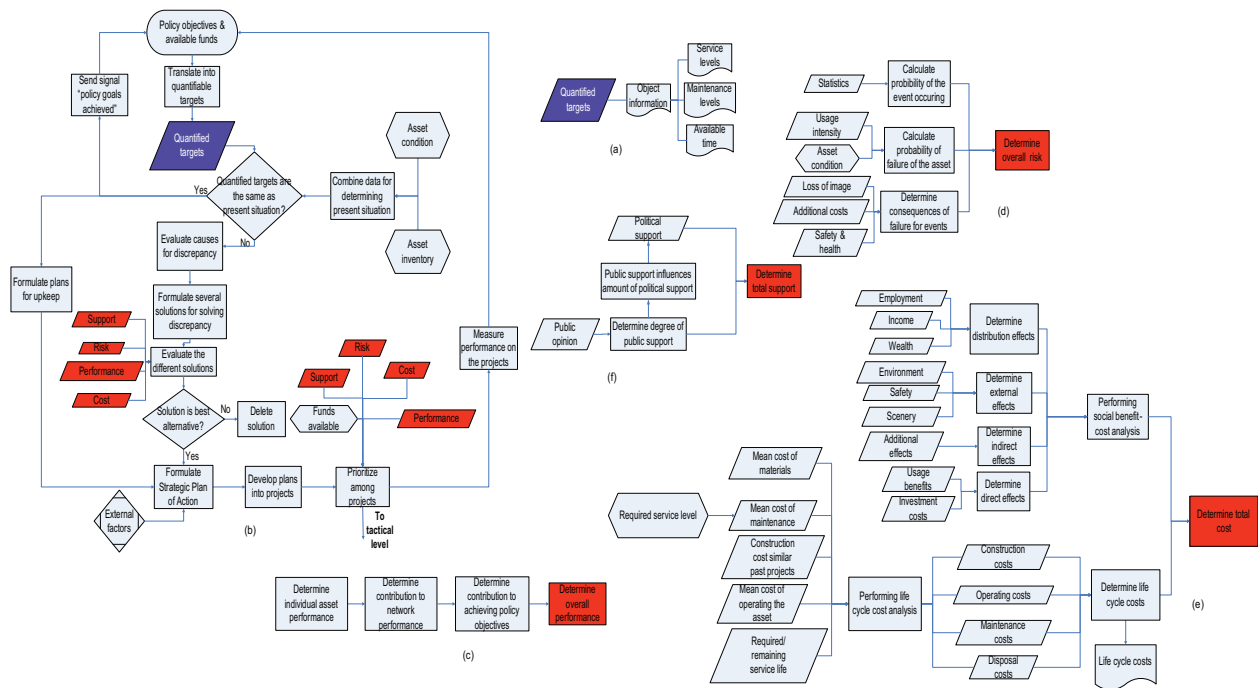 Policy objectives &
available funds
Send signal
“policy goals
achieved”
Translate into
quantifiable
targets
Quantified
targets
Asset
condition
Yes
Quantified targets are
the same as
present situation?
Combine data for
determining present
situation
No
Evaluate causes
for discrepancy
Asset
inventory
Formulate plans
for upkeep
Formulate several
solutions for solving
discrepancy
Support
Risk
Performance
Cost
Evaluate the
different solutions
Solution is best
alternative?
No
Delete
solution
Yes
Formulate
Strategic Plan
of Action
External
factors
Develop plans
into projects
Risk
Support
Cost
Funds
available
Performance
Prioritize
among
projects
Measure
performance on
the projects
To
tactical
level
(b)
Determine
individual asset
performance
Determine
contribution to
network
performance
Determine
contribution to
achieving policy
objectives
Determine
overall
performance
(c)
Quantified
targets
Object
information
Service
levels
Maintenance
levels
Available
time
(a)
Statistics
Calculate
probibility of the
event occuring
Usage
intensity
Asset
condition
Calculate
probability of
failure of the asset
Loss of image
Additional costs
Safety &
health
Determine
consequences of
failure for events
Determine
overall risk
(d)
Political
support
Public support influences
amount of political support
Public
opinion
Determine degree of
public support
Determine
total support
(f)
Employment
Income
Wealth
Determine
distribution effects
Environment
Safety
Scenery
Determine
external
effects
Additional
effects
Determine
indirect
effects
Usage
benefits
Investment
costs
Determine
direct effects
Performing
social benefit-
cost analysis
Mean cost of
materials
Required service level
Mean cost of
maintenance
Construction
cost similar
past projects
Mean cost of
operating the
asset
Required/
remaining
service life
Performing life
cycle cost analysis
Construction
costs
Operating costs
Maintenance
costs
Disposal
costs
Determine life
cycle costs
Life cycle costs
Determine total
cost
(e)